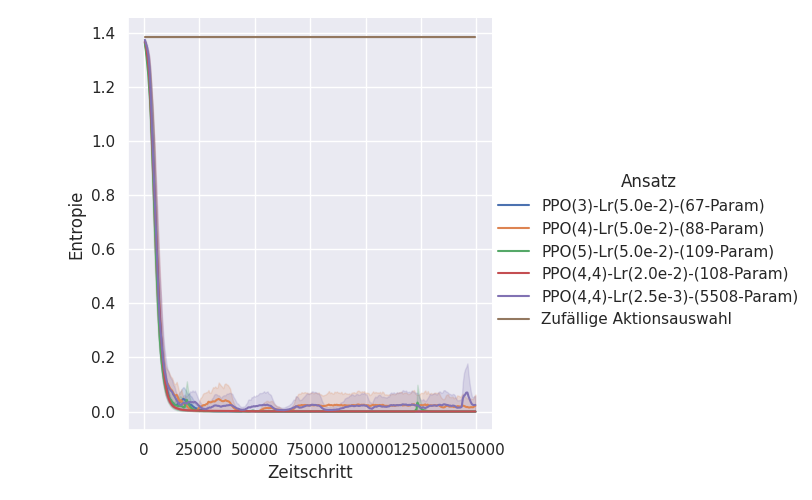 1.4
1.2
1.0
0.8
0.6
0.4
0.2
0.0
Entropie
0 25000 50000 75000 100000 125000 150000
Zeitschritt
Ansatz
PPO(3)-Lr(5.0e-2)-(67-Param)
PPO(4)-Lr(5.0e-2)-(88-Param)
PPO(5)-Lr(5.0e-2)-(109-Param)
PPO(4,4)-Lr(2.0e-2)-(108-Param)
PPO(4,4)-Lr(2.5e-3)-(5508-Param)
Zufällige Aktionsauswahl